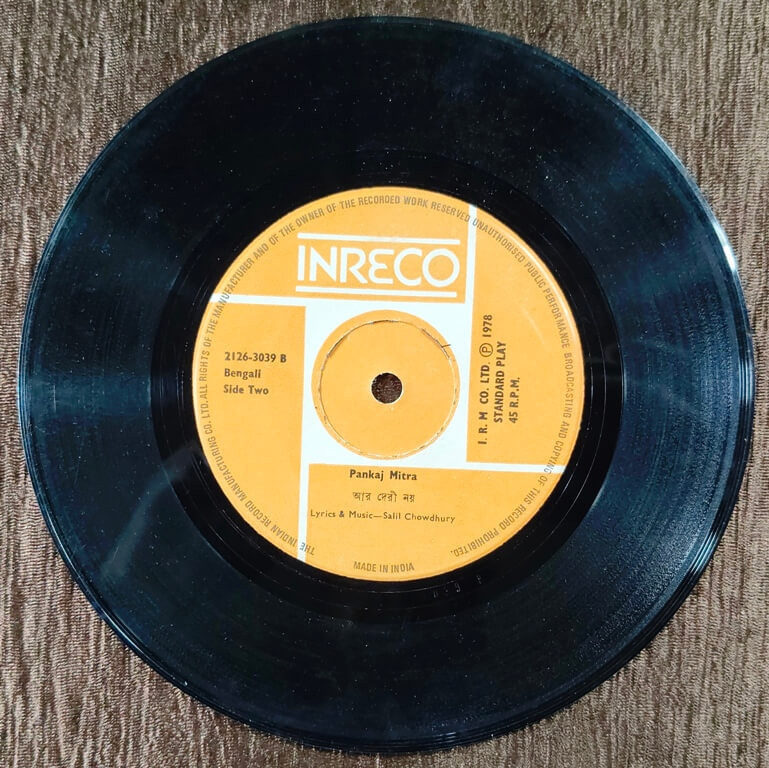 INRECO
2126-3039 B
Bengali
Side Two
I. R. M CO. LTD. Ⓟ 1978
STANDARD PLAY
45 R.P.M.
Pankaj Mitra
আর দেরী নয়
Lyrics & Music—Salil Chowdhury
MADE IN INDIA
THE INDIAN RECORD MANUFACTURING CO. LTD. ALL RIGHTS OF THE MANUFACTURER AND OF THE OWNER OF THE RECORDED WORK RESERVED UNAUTHORISED PUBLIC PERFORMANCE BROADCASTING AND COPYING OF THIS RECORD PROHIBITED.